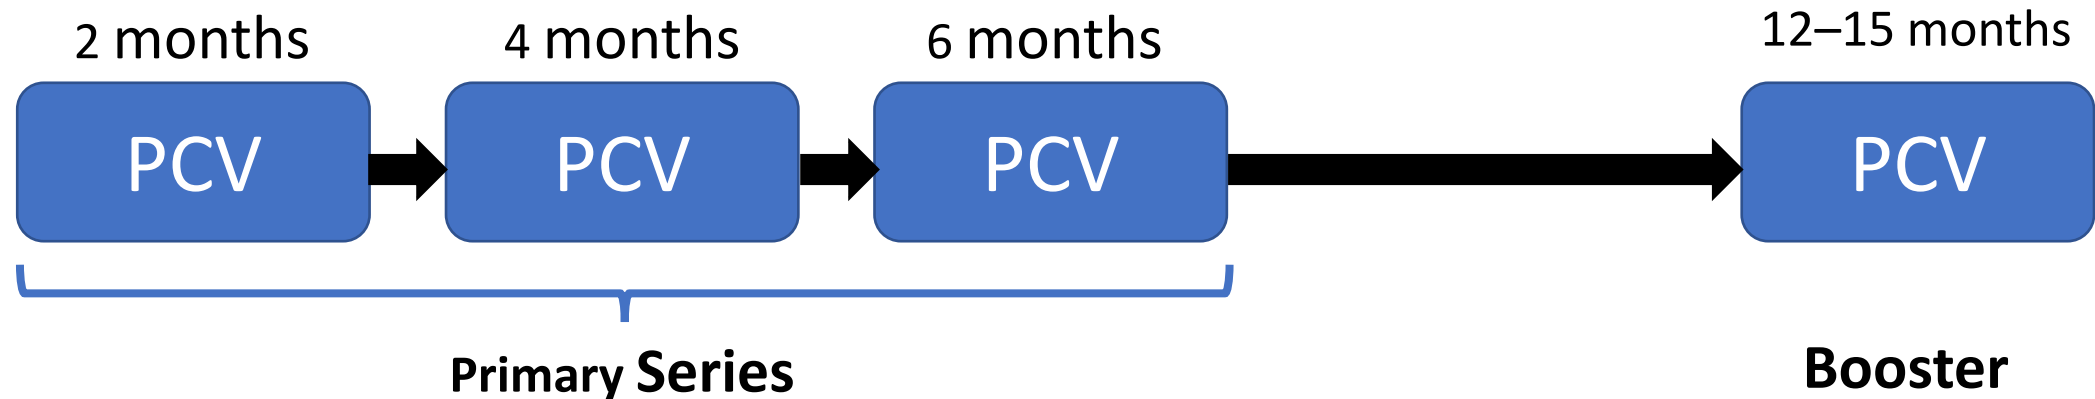 2 months 4 months 6 months 12–15 months
PCV PCV PCV PCV
Primary Series Booster